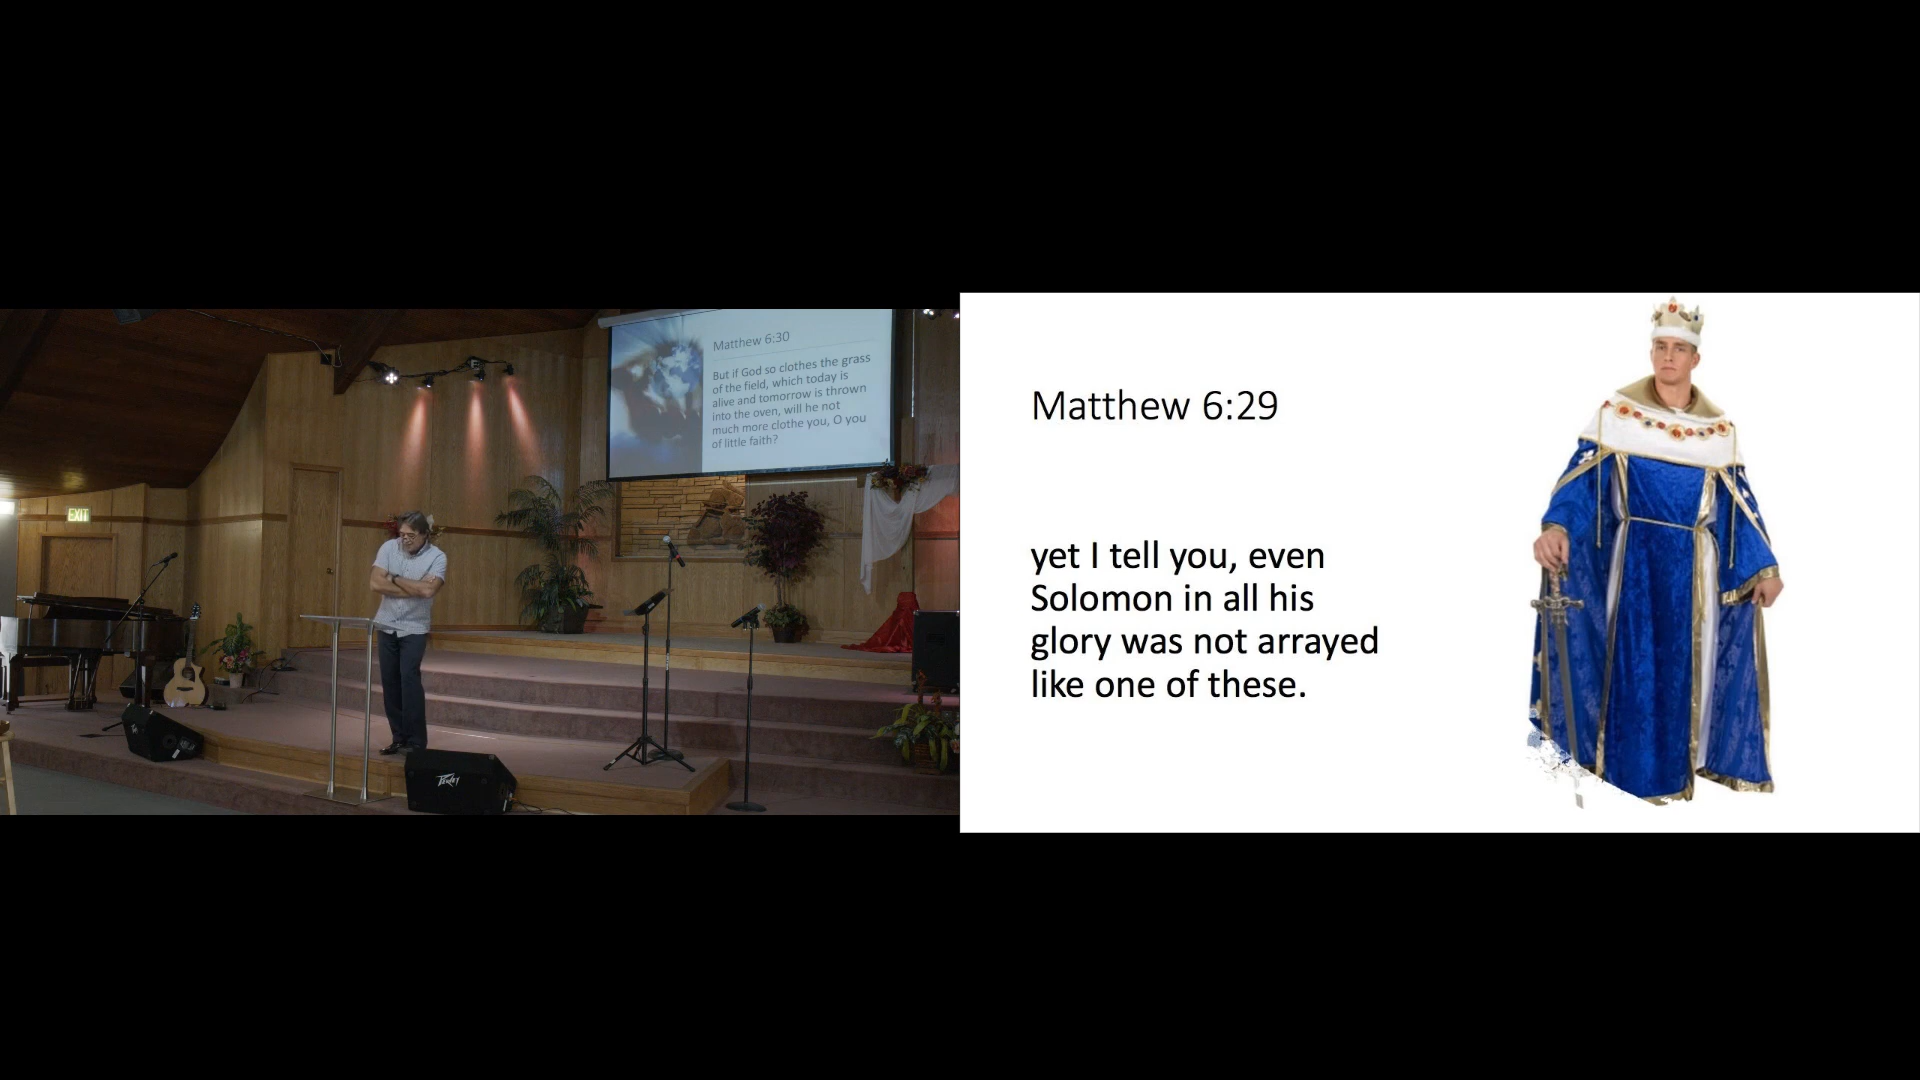 EXIT
Matthew 6:30
But if God so clothes the grass
of the field, which today is
alive and tomorrow is thrown
into the oven, will he not
much more clothe you, O you
of little faith?
Peavey
Matthew 6:29
yet I tell you, even
Solomon in all his
glory was not arrayed
like one of these.